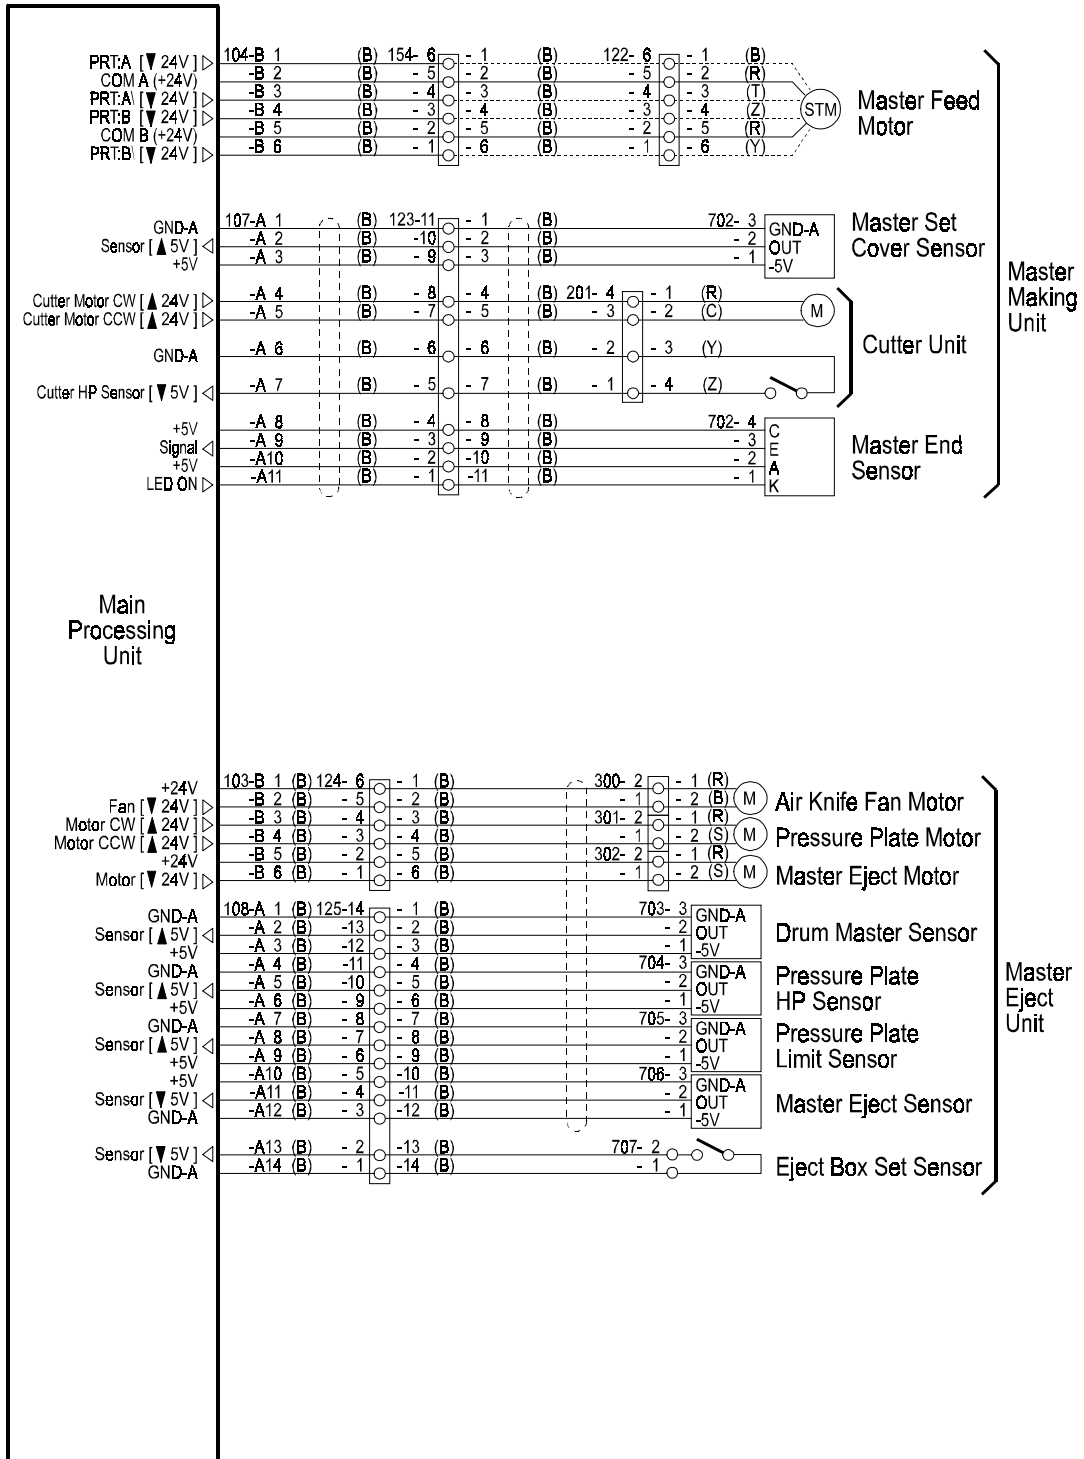 PRT:A [▼ 24V] ▷ 104-B 1 (B) 154- 6 - 1 (B) 122- 6 - 1 (B)
COM A (+24V) -B 2 (B) - 5 - 2 (B) - 5 - 2 (R)
PRT:A\ [▼ 24V] ▷ -B 3 (B) - 4 - 3 (B) - 4 - 3 (T)
PRT:B [▼ 24V] ▷ -B 4 (B) - 3 - 4 (B) - 3 - 4 (Z)
COM B (+24V) -B 5 (B) - 2 - 5 (B) - 2 - 5 (R)
PRT:B\ [▼ 24V] ▷ -B 6 (B) - 1 - 6 (B) - 1 - 6 (Y)
STM
Master Feed
Motor
GND-A 107-A 1 (B) 123-11 - 1 (B) 702- 3 GND-A
Sensor [▲ 5V] ◁ -A 2 (B) -10 - 2 (B) - 2 OUT
+5V -A 3 (B) - 9 - 3 (B) - 1 -5V
Master Set
Cover Sensor
Cutter Motor CW [▲ 24V] ▷ -A 4 (B) - 8 - 4 (B) 201- 4 - 1 (R)
Cutter Motor CCW [▲ 24V] ▷ -A 5 (B) - 7 - 5 (B) - 3 - 2 (C)
M
GND-A -A 6 (B) - 6 - 6 (B) - 2 - 3 (Y)
Cutter HP Sensor [▼ 5V] ◁ -A 7 (B) - 5 - 7 (B) - 1 - 4 (Z)
Cutter Unit
+5V -A 8 (B) - 4 - 8 (B) 702- 4 C
Signal ◁ -A 9 (B) - 3 - 9 (B) - 3 E
+5V -A10 (B) - 2 -10 (B) - 2 A
LED ON ▷ -A11 (B) - 1 -11 (B) - 1 K
Master End
Sensor
Master
Making
Unit
Main
Processing
Unit
+24V 103-B 1 (B) 124- 6 - 1 (B) 300- 2 - 1 (R)
Fan [▼ 24V] ▷ -B 2 (B) - 5 - 2 (B) - 1 - 2 (B) M Air Knife Fan Motor
Motor CW [▲ 24V] ▷ -B 3 (B) - 4 - 3 (B) 301- 2 - 1 (R)
Motor CCW [▲ 24V] ▷ -B 4 (B) - 3 - 4 (B) - 1 - 2 (S) M Pressure Plate Motor
+24V -B 5 (B) - 2 - 5 (B) 302- 2 - 1 (R)
Motor [▼ 24V] ▷ -B 6 (B) - 1 - 6 (B) - 1 - 2 (S) M Master Eject Motor
GND-A 108-A 1 (B) 125-14 - 1 (B) 703- 3 GND-A
Sensor [▲ 5V] ◁ -A 2 (B) -13 - 2 (B) - 2 OUT Drum Master Sensor
+5V -A 3 (B) -12 - 3 (B) - 1 -5V
GND-A -A 4 (B) -11 - 4 (B) 704- 3 GND-A Pressure Plate
Sensor [▲ 5V] ◁ -A 5 (B) -10 - 5 (B) - 2 OUT HP Sensor
+5V -A 6 (B) - 9 - 6 (B) - 1 -5V
GND-A -A 7 (B) - 8 - 7 (B) 705- 3 GND-A Pressure Plate
Sensor [▲ 5V] ◁ -A 8 (B) - 7 - 8 (B) - 2 OUT Limit Sensor
+5V -A 9 (B) - 6 - 9 (B) - 1 -5V
+5V -A10 (B) - 5 -10 (B) 706- 3 GND-A
Sensor [▼ 5V] ◁ -A11 (B) - 4 -11 (B) - 2 OUT Master Eject Sensor
GND-A -A12 (B) - 3 -12 (B) - 1 -5V
Sensor [▼ 5V] ◁ -A13 (B) - 2 -13 (B) 707- 2
GND-A -A14 (B) - 1 -14 (B) - 1 Eject Box Set Sensor
Master
Eject
Unit